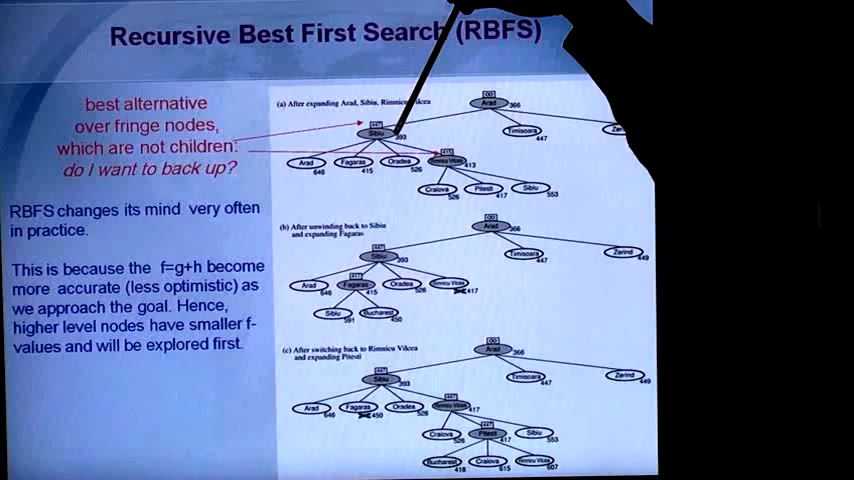 Recursive Best First Search (RBFS)
best alternative
over fringe nodes,
which are not children:
do I want to back up?
RBFS changes its mind very often
in practice.
This is because the f=g+h become
more accurate (less optimistic) as
we approach the goal. Hence,
higher level nodes have smaller f-
values and will be explored first.
(a) After expanding Arad, Sibiu, Rimnicu
∞
Arad 366
447
Sibiu 393
Timisoara 447
Arad 646
Fagaras 415
Oradea 526
415
Rimnicu Vilcea 413
Craiova 526
Pitesti 417
Sibiu 553
(b) After unwinding back to Sibiu
and expanding Fagaras
∞
Arad 366
447
Sibiu 393
Timisoara 447
Zerind 449
Arad 646
417
Fagaras 415
Oradea 526
Rimnicu Vilcea 417
Sibiu 591
Bucharest 450
(c) After switching back to Rimnicu Vilcea
and expanding Pitesti
∞
Arad 366
447
Sibiu 393
Timisoara 447
Zerind 449
Arad 646
Fagaras 450
Oradea 526
447
Rimnicu Vilcea 417
Craiova 526
447
Pitesti 417
Sibiu 553
Bucharest 418
Craiova 615
Rimnicu Vilcea 607